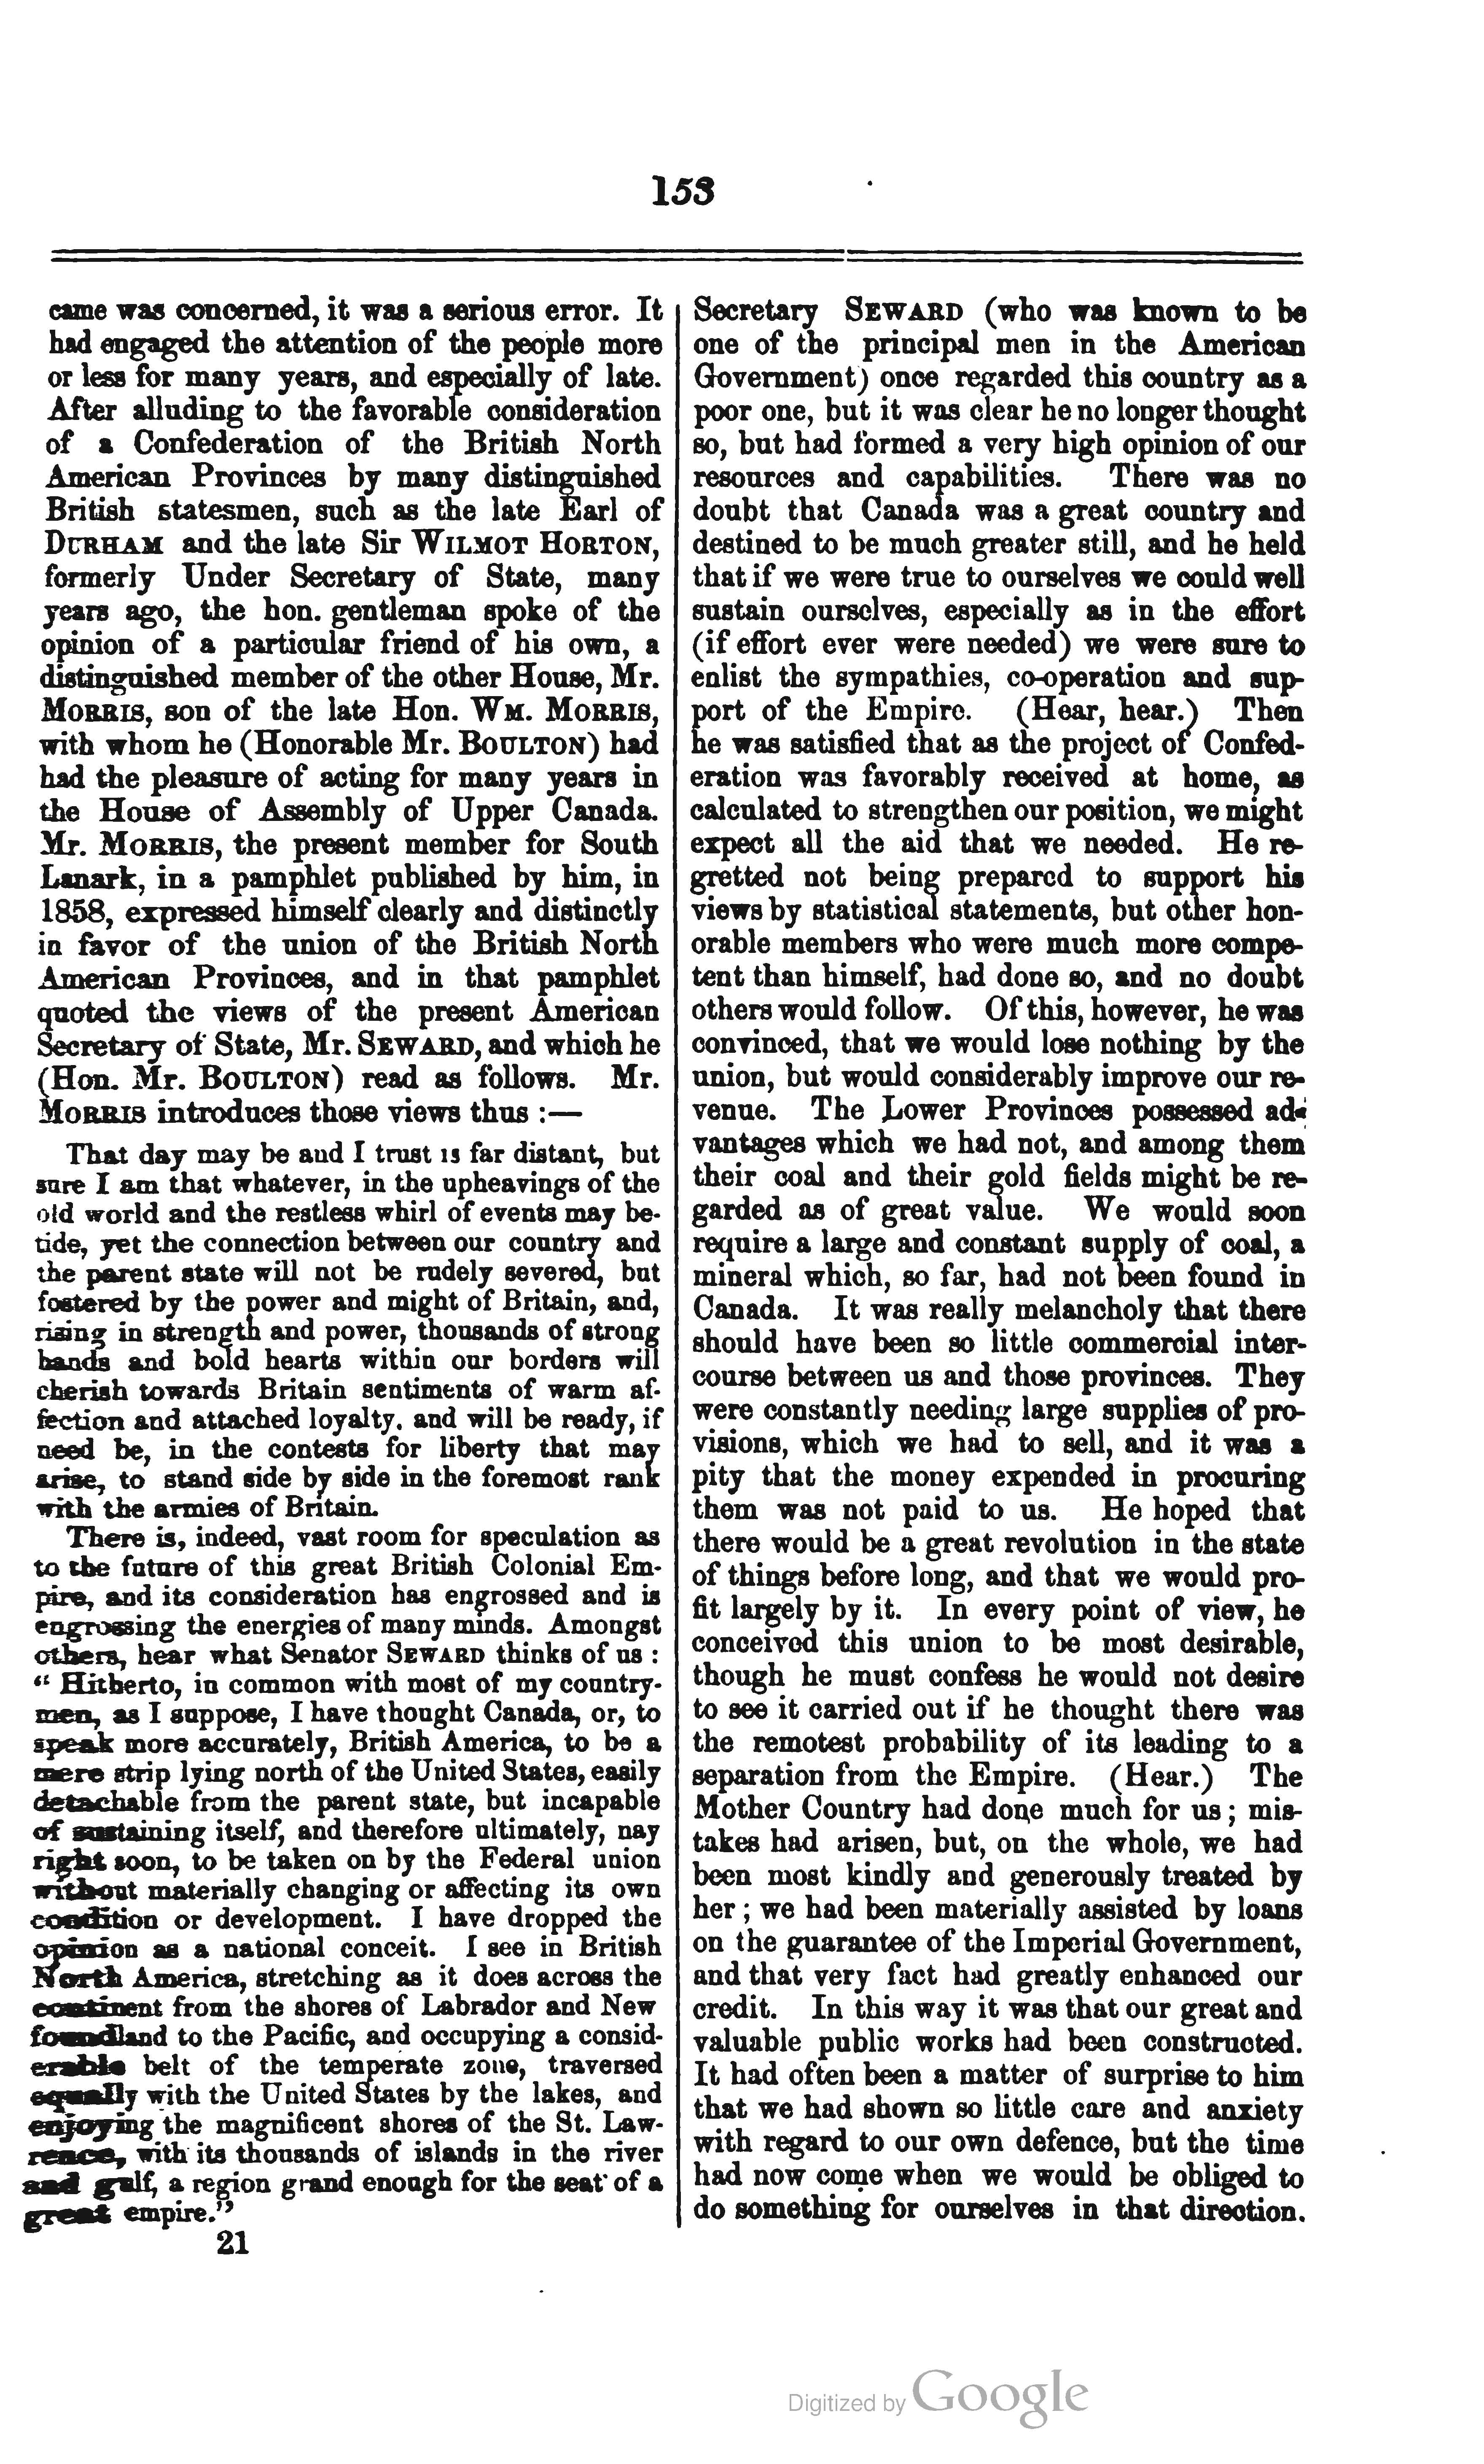 153
came was concerned, it was a serious error. It
had engaged the attention of the people more
or less for many years, and especially of late.
After alluding to the favorable consideration
of a Confederation of the British North
American Provinces by many distinguished
British statesmen, such as the late Earl of
DURHAM and the late Sir WILMOT HORTON,
formerly Under Secretary of State, many
years ago, the hon. gentleman spoke of the
opinion of a particular friend of his own, a
distinguished member of the other House, Mr.
MORRIS, son of the late Hon. WM. MORRIS,
with whom he (Honorable Mr. BOULTON) had
had the pleasure of acting for many years in
the House of Assembly of Upper Canada.
Mr. MORRIS, the present member for South
Lanark, in a pamphlet published by him, in
1858, expressed himself clearly and distinctly
in favor of the union of the British North
American Provinces, and in that pamphlet
quoted the views of the present American
Secretary of State, Mr. SEWARD, and which he
(Hon. Mr. BOULTON) read as follows. Mr.
MORRIS introduces those views thus :—
That day may be and I trust is far distant, but
sure I am that whatever, in the upheavings of the
old world and the restless whirl of events may be-
tide, yet the connection between our country and
the parent state will not be rudely severed, but
fostered by the power and might of Britain, and,
rising in strength and power, thousands of strong
hands and bold hearts within our borders will
cherish towards Britain sentiments of warm af-
fection and attached loyalty. and will be ready, if
need be, in the contests for liberty that may
arise, to stand side by side in the foremost rank
with the armies of Britain.
There is, indeed, vast room for speculation as
to the future of this great British Colonial Em-
pire, and its consideration has engrossed and is
engrossing the energies of many minds. Amongst
others, hear what Senator SEWARD thinks of us :
“ Hitherto, in common with most of my country-
men, as I suppose, I have thought Canada, or, to
speak more accurately, British America, to be a
mere strip lying north of the United States, easily
detachable from the parent state, but incapable
of sustaining itself, and therefore ultimately, nay
right soon, to be taken on by the Federal union
without materially changing or affecting its own
condition or development. I have dropped the
opinion as a national conceit. I see in British
North America, stretching as it does across the
continent from the shores of Labrador and New
foundland to the Pacific, and occupying a consid-
erable belt of the temperate zone, traversed
equally with the United States by the lakes, and
enjoying the magnificent shores of the St. Law-
rence, with its thousands of islands in the river
and gulf, a region grand enough for the seat of a
great empire.”
21
Secretary SEWARD (who was known to be
one of the principal men in the American
Government) once regarded this country as a
poor one, but it was clear he no longer thought
so, but had formed a very high opinion of our
resources and capabilities. There was no
doubt that Canada was a great country and
destined to be much greater still, and he held
that if we were true to ourselves we could well
sustain ourselves, especially as in the effort
(if effort ever were needed) we were sure to
enlist the sympathies, co-operation and sup-
port of the Empire. (Hear, hear.) Then
he was satisfied that as the project of Confed-
eration was favorably received at home, as
calculated to strengthen our position, we might
expect all the aid that we needed. He re-
gretted not being prepared to support his
views by statistical statements, but other hon-
orable members who were much more compe-
tent than himself, had done so, and no doubt
others would follow. Of this, however, he was
convinced, that we would lose nothing by the
union, but would considerably improve our re-
venue. The Lower Provinces possessed ad-
vantages which we had not, and among them
their coal and their gold fields might be re-
garded as of great value. We would soon
require a large and constant supply of coal, a
mineral which, so far, had not been found in
Canada. It was really melancholy that there
should have been so little commercial inter-
course between us and those provinces. They
were constantly needing large supplies of pro-
visions, which we had to sell, and it was a
pity that the money expended in procuring
them was not paid to us. He hoped that
there would be a great revolution in the state
of things before long, and that we would pro-
fit largely by it. In every point of view, he
conceived this union to be most desirable,
though he must confess he would not desire
to see it carried out if he thought there was
the remotest probability of its leading to a
separation from the Empire. (Hear.) The
Mother Country had done much for us ; mis-
takes had arisen, but, on the whole, we had
been most kindly and generously treated by
her ; we had been materially assisted by loans
on the guarantee of the Imperial Government,
and that very fact had greatly enhanced our
credit. In this way it was that our great and
valuable public works had been constructed.
It had often been a matter of surprise to him
that we had shown so little care and anxiety
with regard to our own defence, but the time
had now come when we would be obliged to
do something for ourselves in that direction.
Digitized by Google